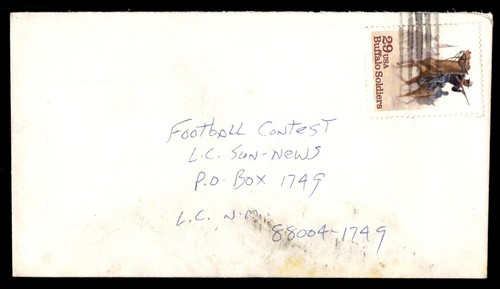 29 USA
Buffalo Soldiers
Football Contest
L.C. Sun-News
P.O. Box 1749
L.C. N.M.
88004-1749